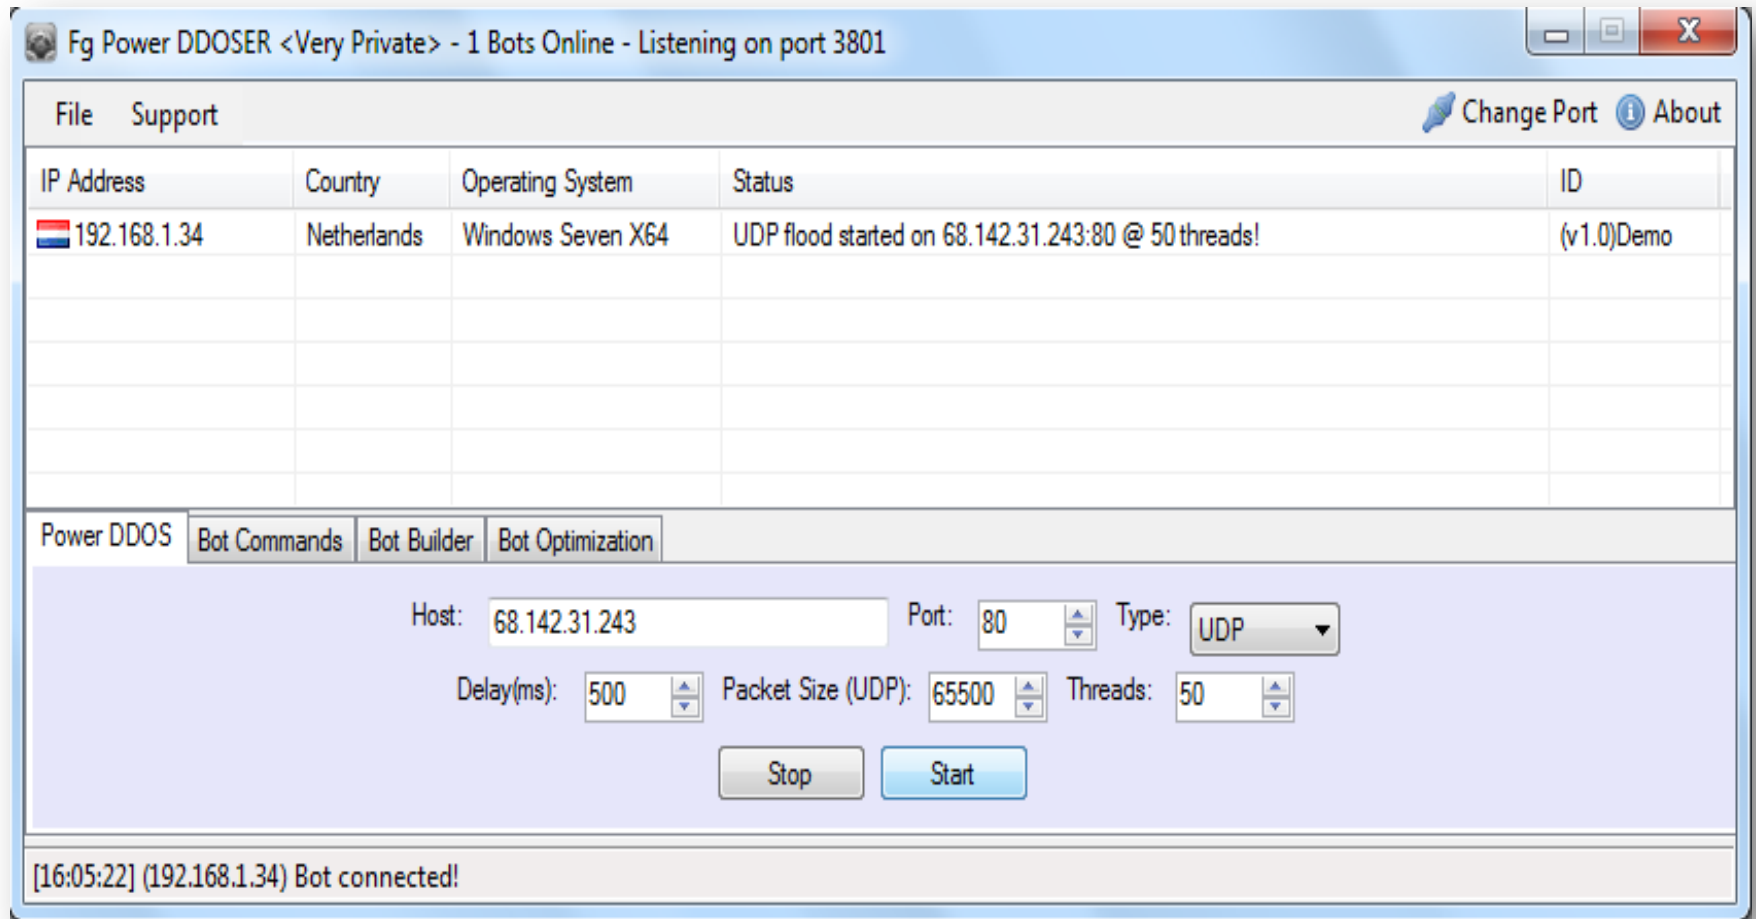 Fg Power DDOSER <Very Private> - 1 Bots Online - Listening on port 3801
File Support Change Port About
IP Address Country Operating System Status ID
192.168.1.34 Netherlands Windows Seven X64 UDP flood started on 68.142.31.243:80 @ 50 threads! (v1.0)Demo
Power DDOS Bot Commands Bot Builder Bot Optimization
Host: 68.142.31.243 Port: 80 Type: UDP
Delay(ms): 500 Packet Size (UDP): 65500 Threads: 50
Stop Start
[16:05:22] (192.168.1.34) Bot connected!